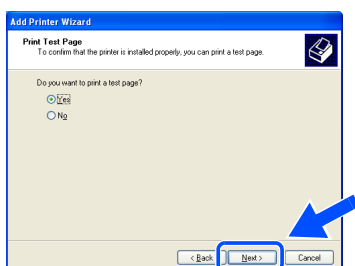 Add Printer Wizard
Print Test Page
To confirm that the printer is installed properly, you can print a test page.
Do you want to print a test page?
Yes
No
< Back Next > Cancel